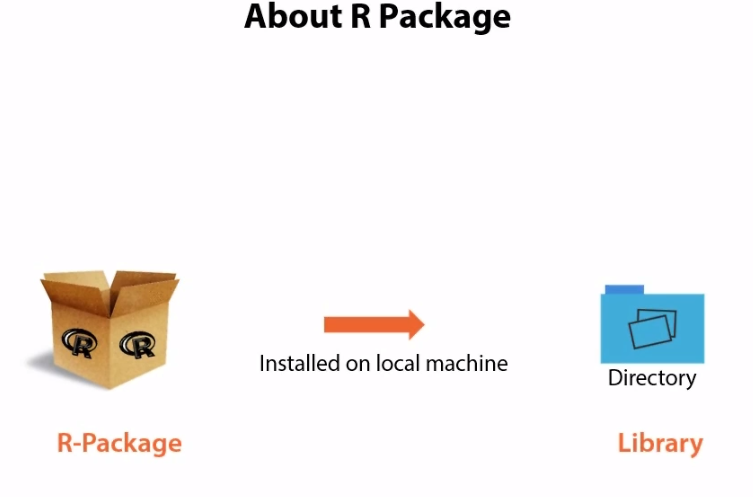 About R Package
R R
Installed on local machine
Directory
R-Package
Library